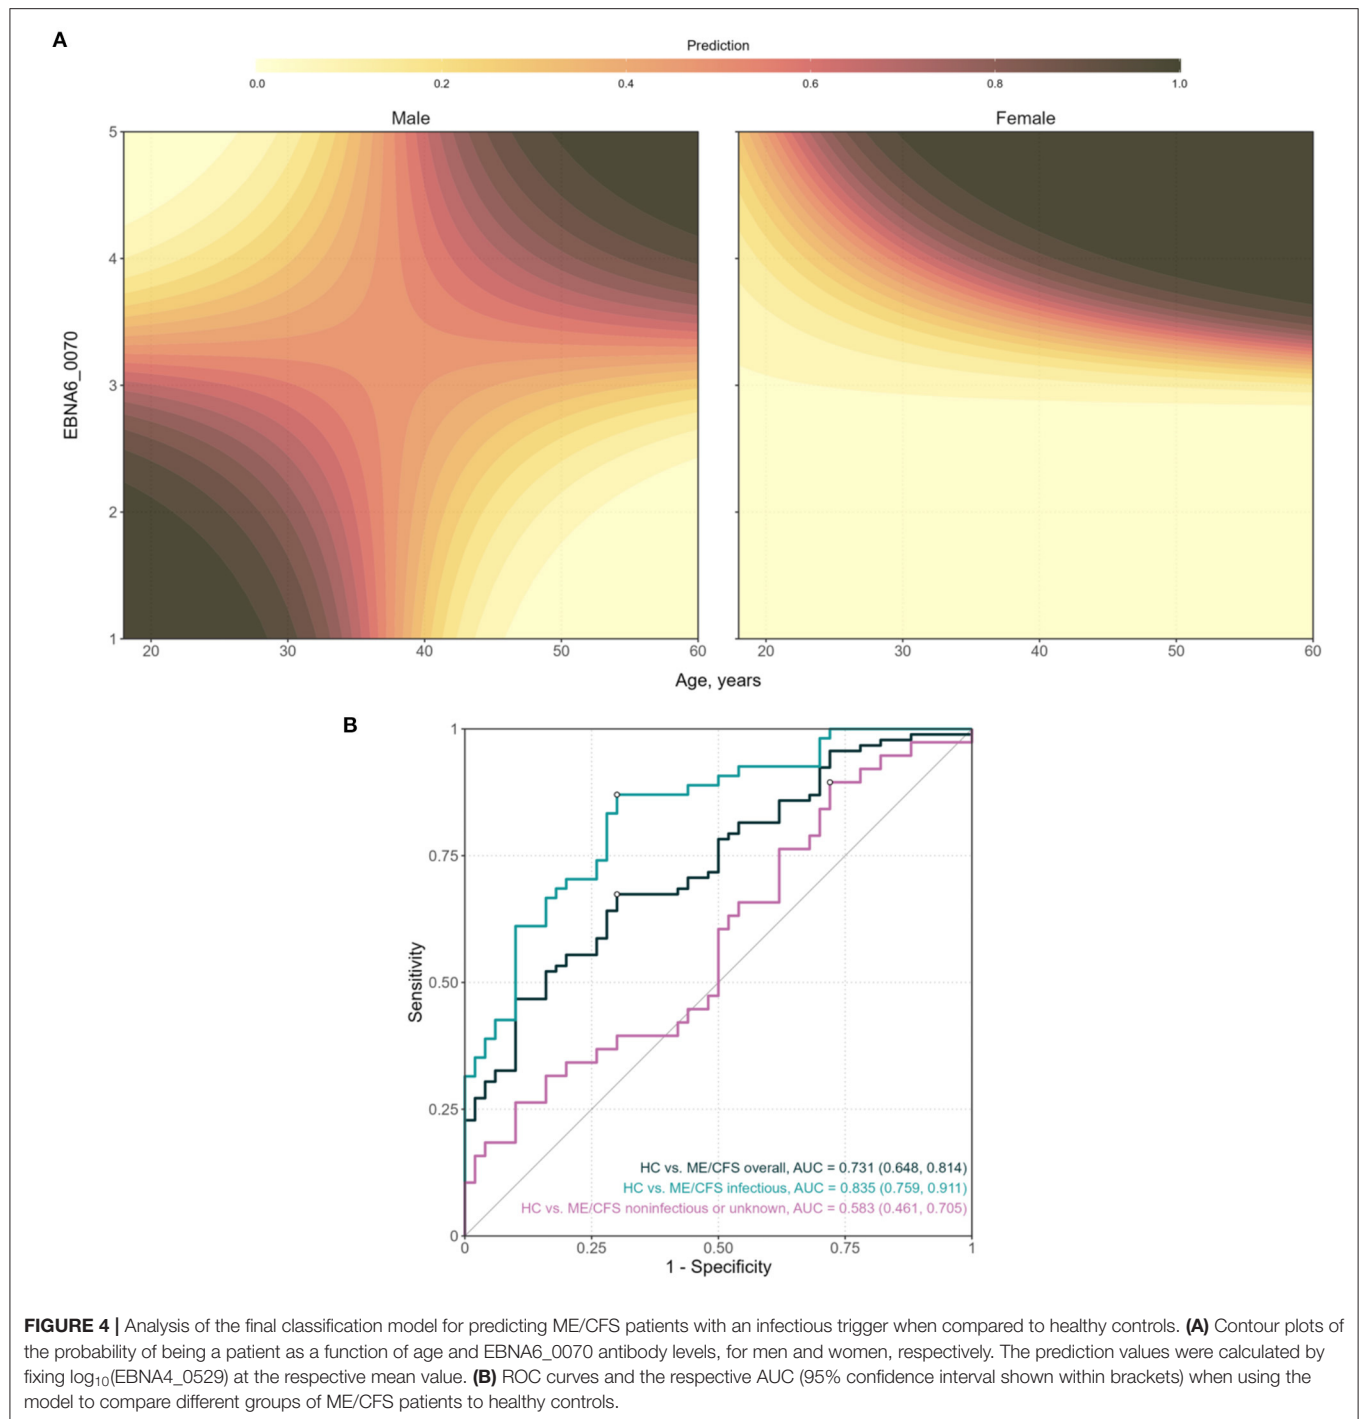 A
Prediction
0.0 0.2 0.4 0.6 0.8 1.0
Male Female
5
4
3
2
1
EBNA6_0070
20 30 40 50 60 20 30 40 50 60
Age, years
B
1
0.75
0.50
0.25
0
Sensitivity
HC vs. ME/CFS overall, AUC = 0.731 (0.648, 0.814)
HC vs. ME/CFS infectious, AUC = 0.835 (0.759, 0.911)
HC vs. ME/CFS noninfectious or unknown, AUC = 0.583 (0.461, 0.705)
0 0.25 0.50 0.75 1
1 - Specificity
FIGURE 4 | Analysis of the final classification model for predicting ME/CFS patients with an infectious trigger when compared to healthy controls. (A) Contour plots of
the probability of being a patient as a function of age and EBNA6_0070 antibody levels, for men and women, respectively. The prediction values were calculated by
fixing log₁₀(EBNA4_0529) at the respective mean value. (B) ROC curves and the respective AUC (95% confidence interval shown within brackets) when using the
model to compare different groups of ME/CFS patients to healthy controls.